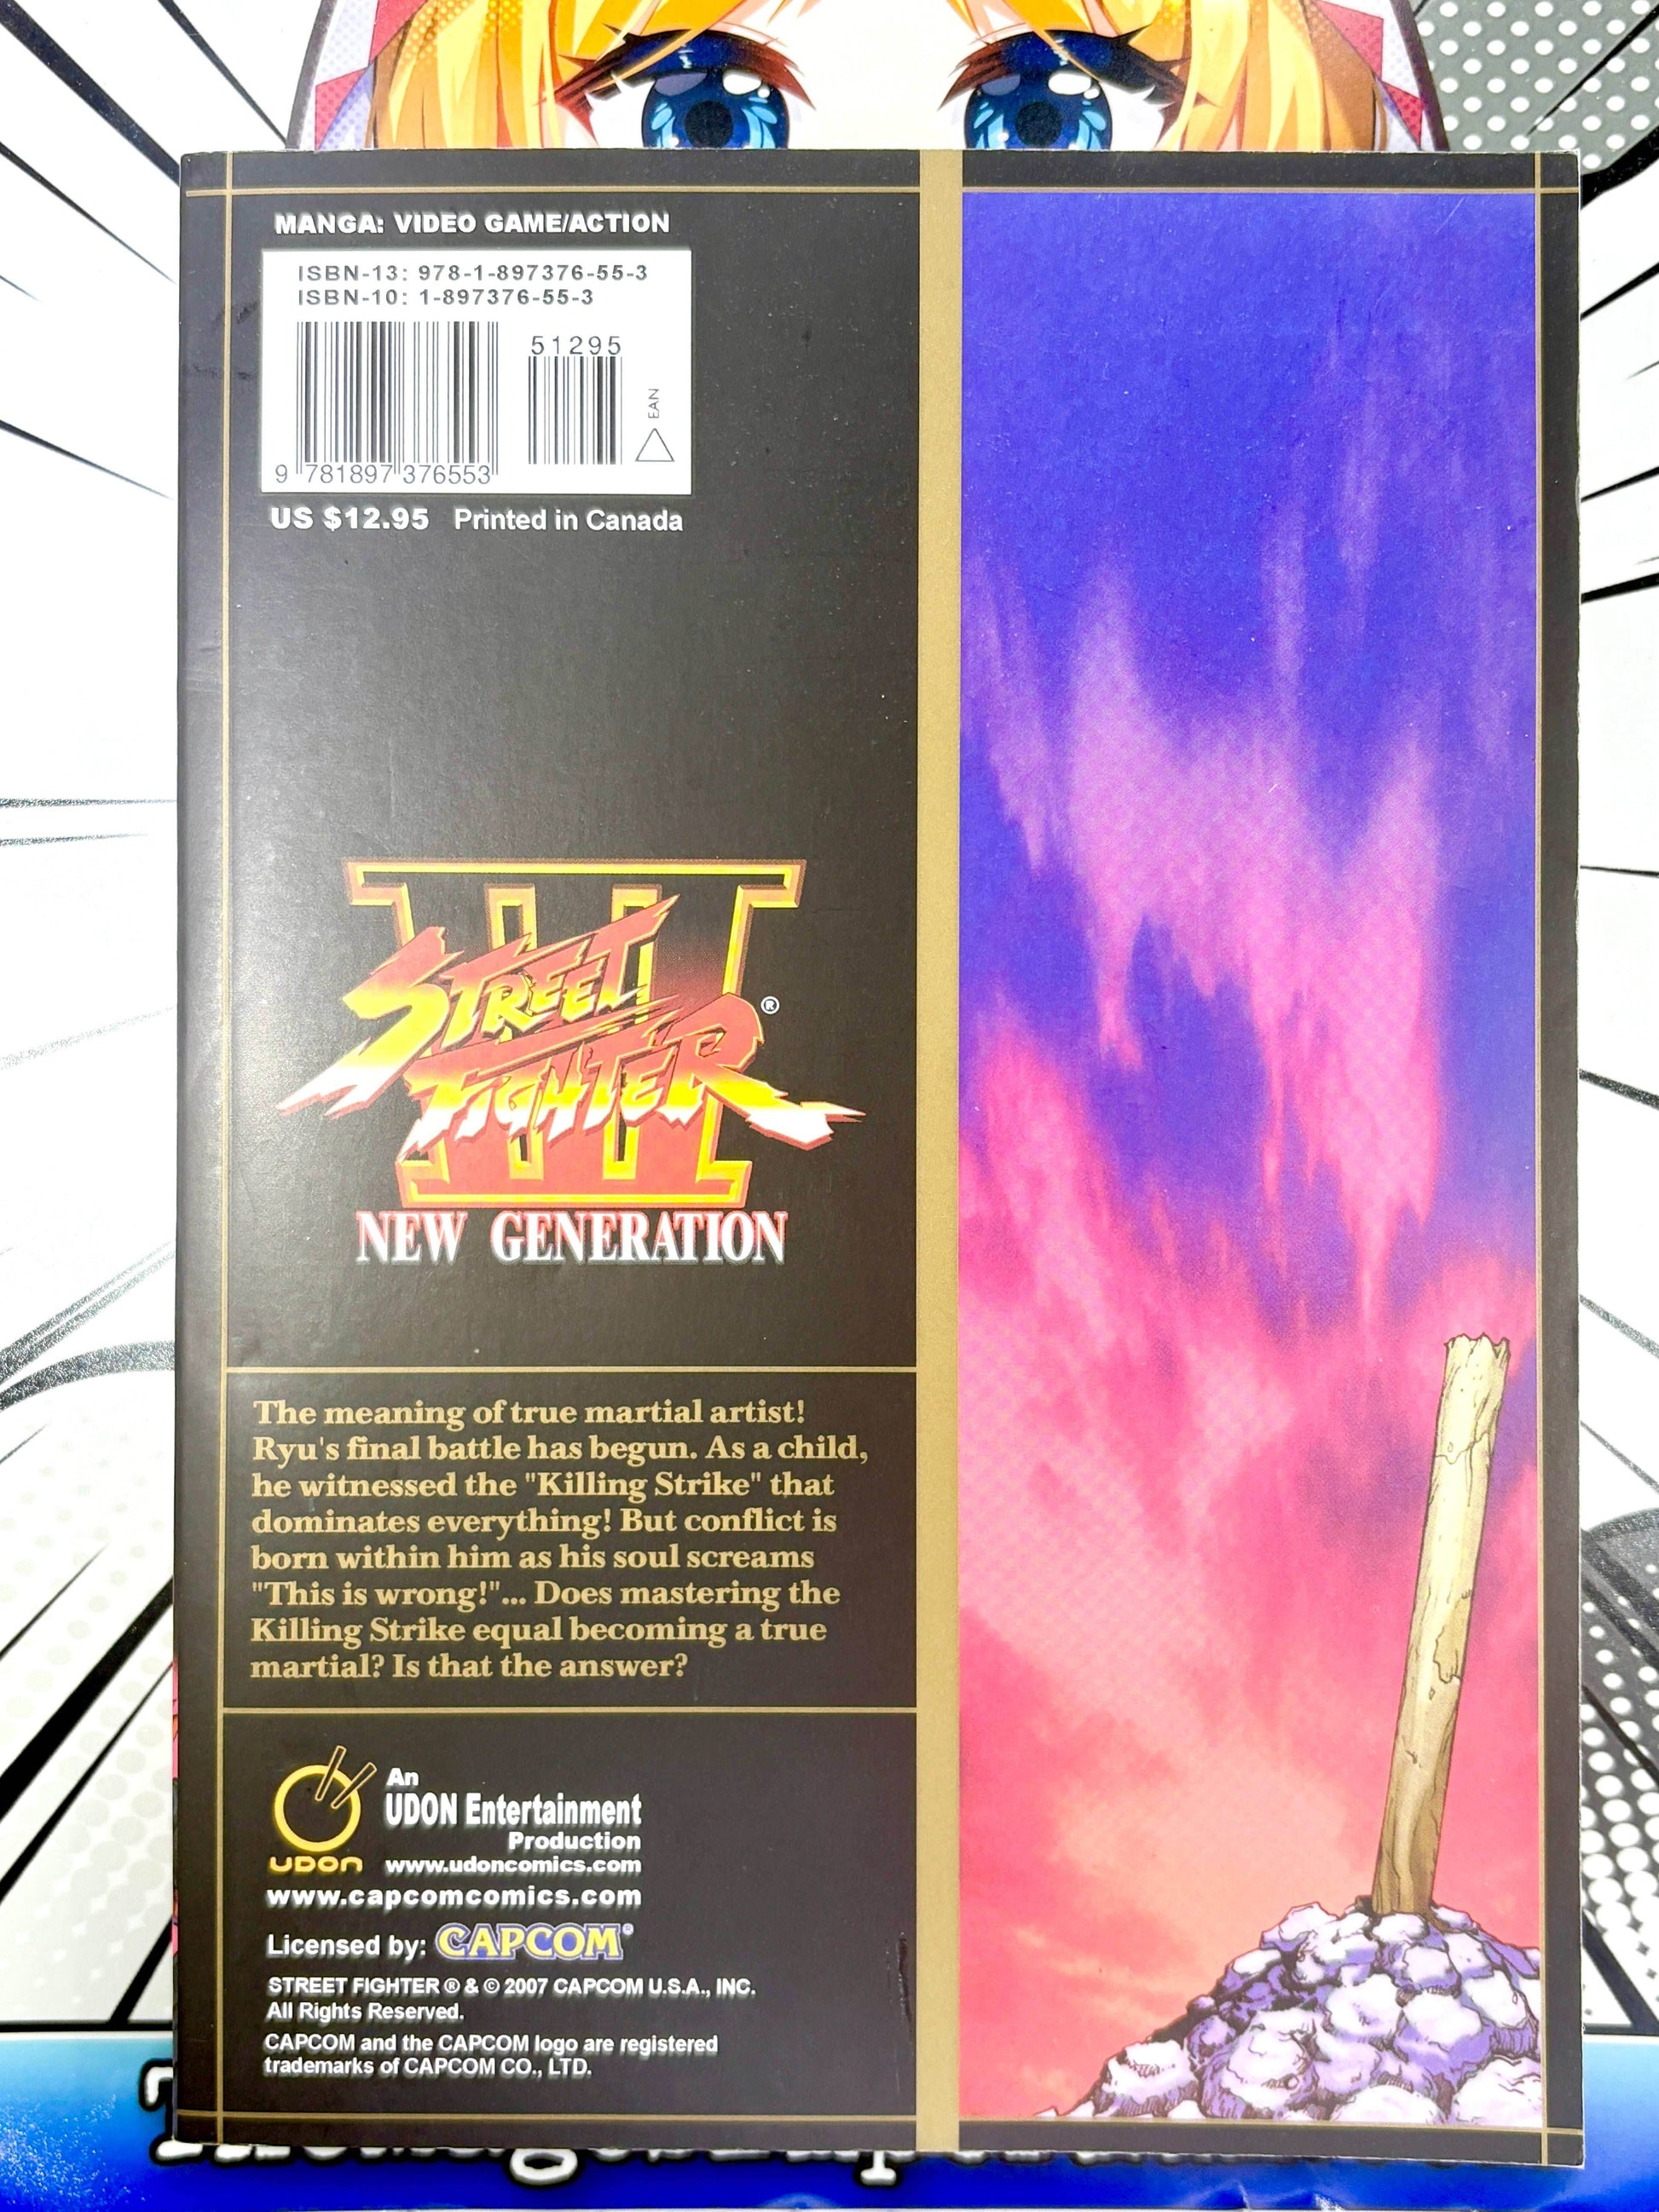 MANGA: VIDEO GAME/ACTION
ISBN-13: 978-1-897376-55-3
ISBN-10: 1-897376-55-3
51295
EAN
9 781897 376553
US $12.95 Printed in Canada
III
STREET
FIGHTER®
NEW GENERATION
The meaning of true martial artist!
Ryu's final battle has begun. As a child,
he witnessed the "Killing Strike" that
dominates everything! But conflict is
born within him as his soul screams
"This is wrong!"... Does mastering the
Killing Strike equal becoming a true
martial? Is that the answer?
An
UDON Entertainment
Production
UDON www.udoncomics.com
www.capcomcomics.com
Licensed by: CAPCOM®
STREET FIGHTER ® & © 2007 CAPCOM U.S.A., INC.
All Rights Reserved.
CAPCOM and the CAPCOM logo are registered
trademarks of CAPCOM CO., LTD.